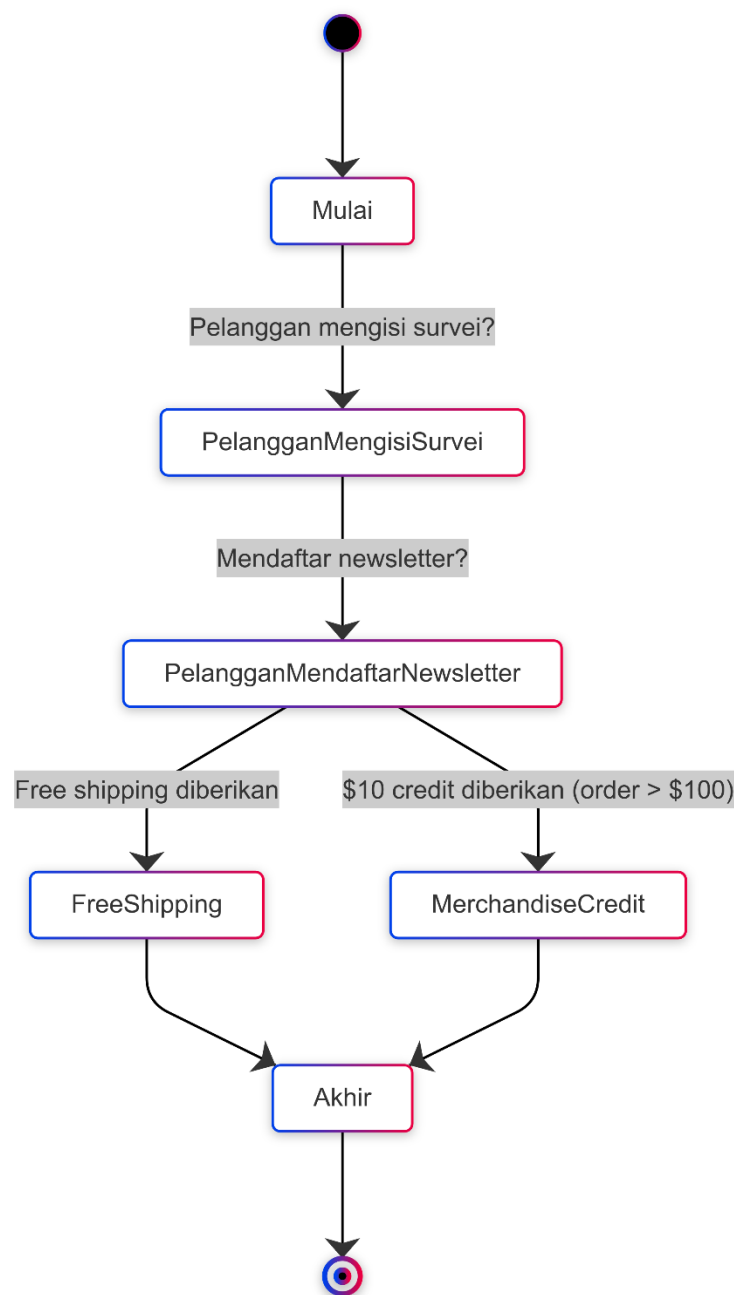 Mulai
Pelanggan mengisi survei?
PelangganMengisiSurvei
Mendaftar newsletter?
PelangganMendaftarNewsletter
Free shipping diberikan
$10 credit diberikan (order > $100)
FreeShipping
MerchandiseCredit
Akhir